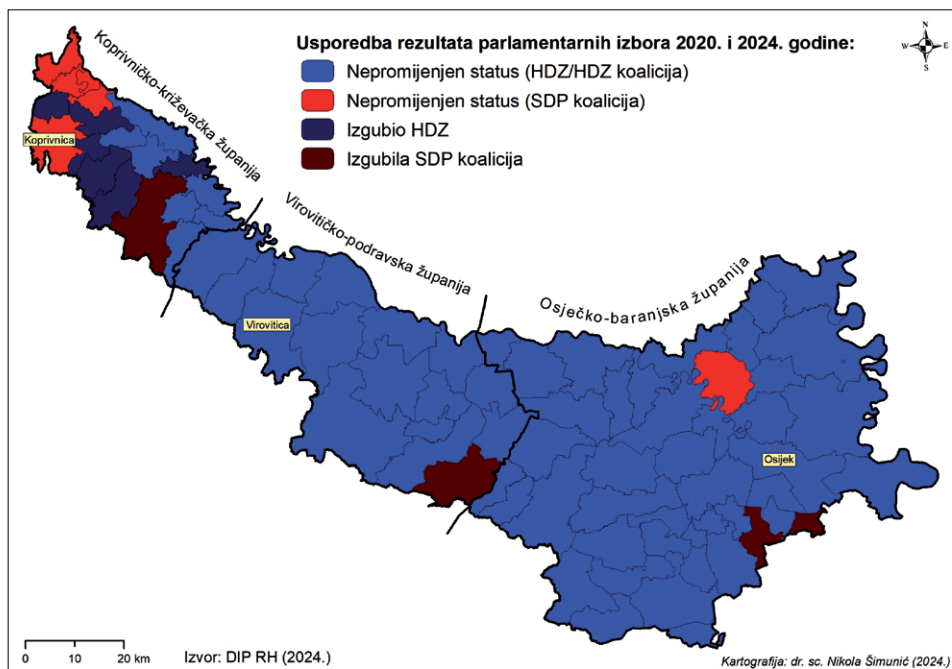 Usporedba rezultata parlamentarnih izbora 2020. i 2024. godine:
Nepromijenjen status (HDZ/HDZ koalicija)
Nepromijenjen status (SDP koalicija)
Izgubio HDZ
Izgubila SDP koalicija
N
W E
S
Koprivničko-križevačka županija
Virovitičko-podravska županija
Osječko-baranjska županija
Koprivnica
Virovitica
Osijek
0 10 20 km
Izvor: DIP RH (2024.)
Kartografija: dr. sc. Nikola Šimunić (2024.)